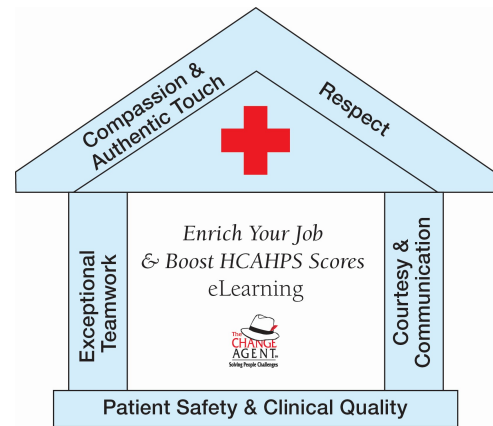 Compassion &
Authentic Touch
Respect
Exceptional
Teamwork
Enrich Your Job
& Boost HCAHPS Scores
eLearning
The
CHANGE
AGENT
Solving People Challenges
Courtesy &
Communication
Patient Safety & Clinical Quality